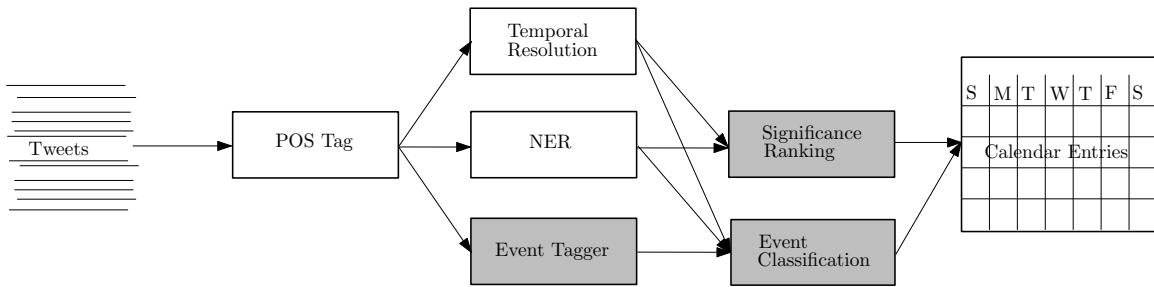 Tweets
POS Tag
Temporal
Resolution
NER
Event Tagger
Significance
Ranking
Event
Classification
S M T W T F S
Calendar Entries